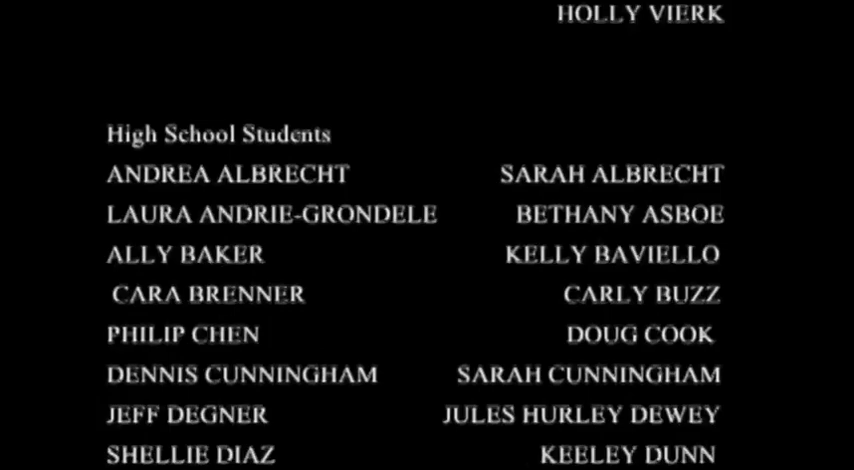 HOLLY VIERK
High School Students
ANDREA ALBRECHT SARAH ALBRECHT
LAURA ANDRIE-GRONDELE BETHANY ASBOE
ALLY BAKER KELLY BAVIELLO
CARA BRENNER CARLY BUZZ
PHILIP CHEN DOUG COOK
DENNIS CUNNINGHAM SARAH CUNNINGHAM
JEFF DEGNER JULES HURLEY DEWEY
SHELLIE DIAZ KEELEY DUNN